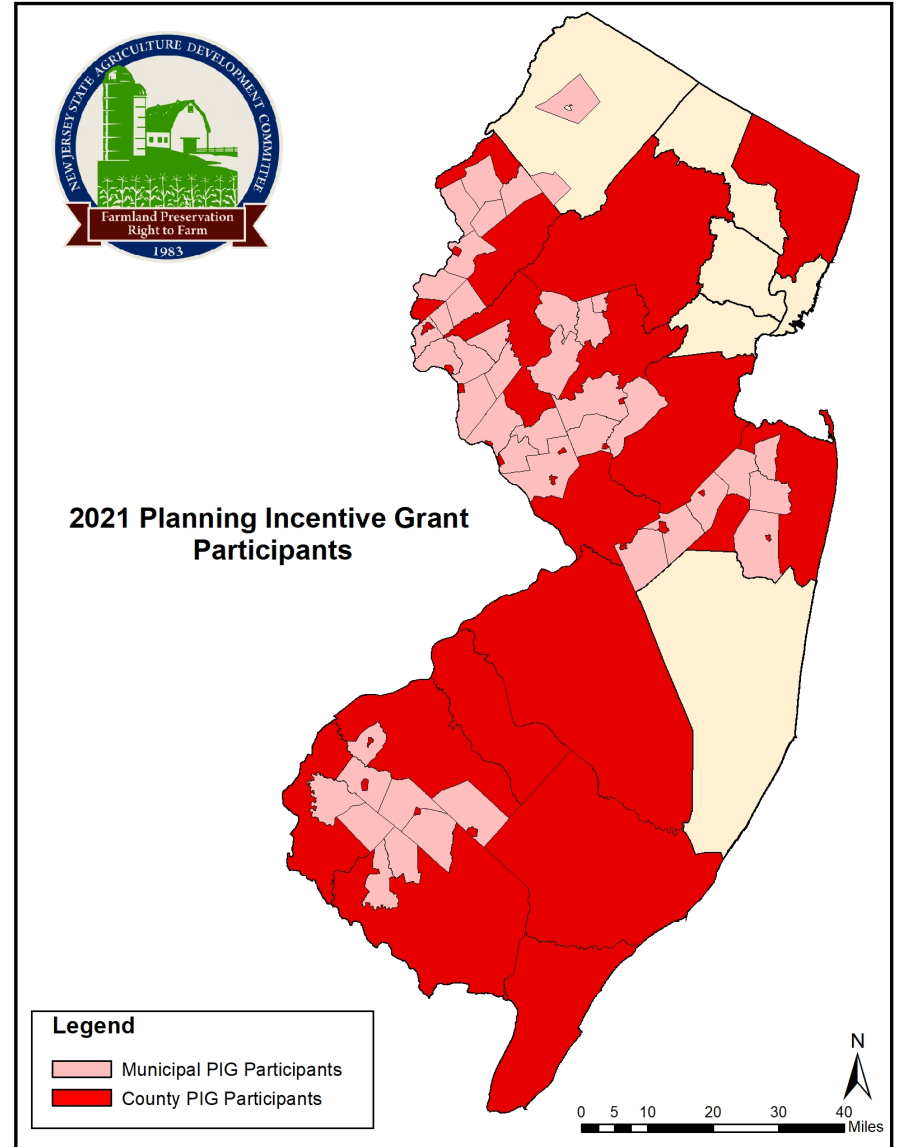 NEW JERSEY STATE AGRICULTURE DEVELOPMENT COMMITTEE
Farmland Preservation
Right to Farm
1983
2021 Planning Incentive Grant
Participants
Legend
Municipal PIG Participants
County PIG Participants
N
0 5 10 20 30 40
Miles